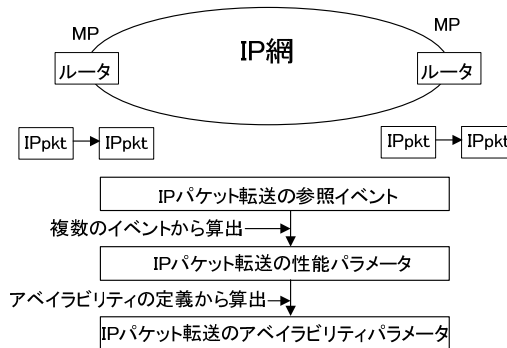 MP
MP
IP網
ルータ
ルータ
IPpkt
IPpkt
IPpkt
IPpkt
IPパケット転送の参照イベント
複数のイベントから算出
IPパケット転送の性能パラメータ
アベイラビリティの定義から算出
IPパケット転送のアベイラビリティパラメータ